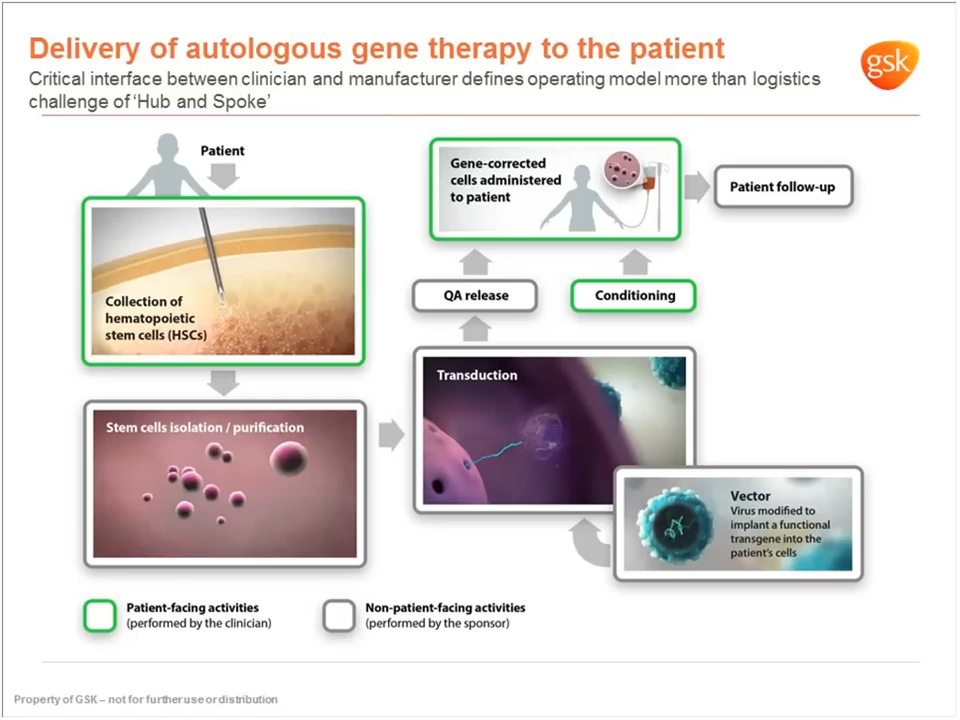 Delivery of autologous gene therapy to the patient
Critical interface between clinician and manufacturer defines operating model more than logistics
challenge of ‘Hub and Spoke’
gsk
Patient
Collection of
hematopoietic
stem cells (HSCs)
Stem cells isolation / purification
Gene-corrected
cells administered
to patient
Patient follow-up
QA release
Conditioning
Transduction
Vector
Virus modified to
implant a functional
transgene into the
patient’s cells
Patient-facing activities
(performed by the clinician)
Non-patient-facing activities
(performed by the sponsor)
Property of GSK – not for further use or distribution